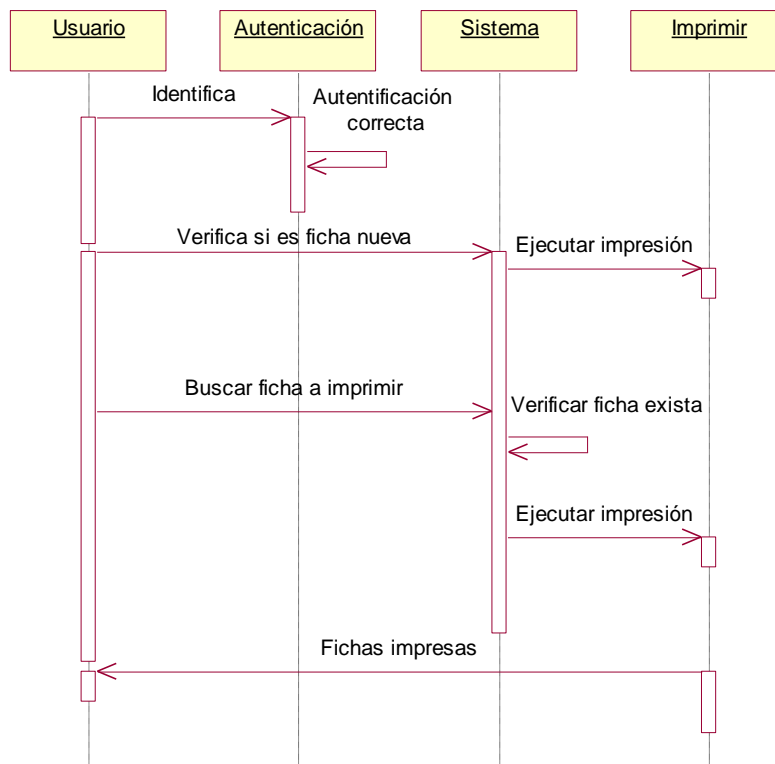 Usuario
Autenticación
Sistema
Imprimir
Identifica
Autentificación
correcta
Verifica si es ficha nueva
Ejecutar impresión
Buscar ficha a imprimir
Verificar ficha exista
Ejecutar impresión
Fichas impresas